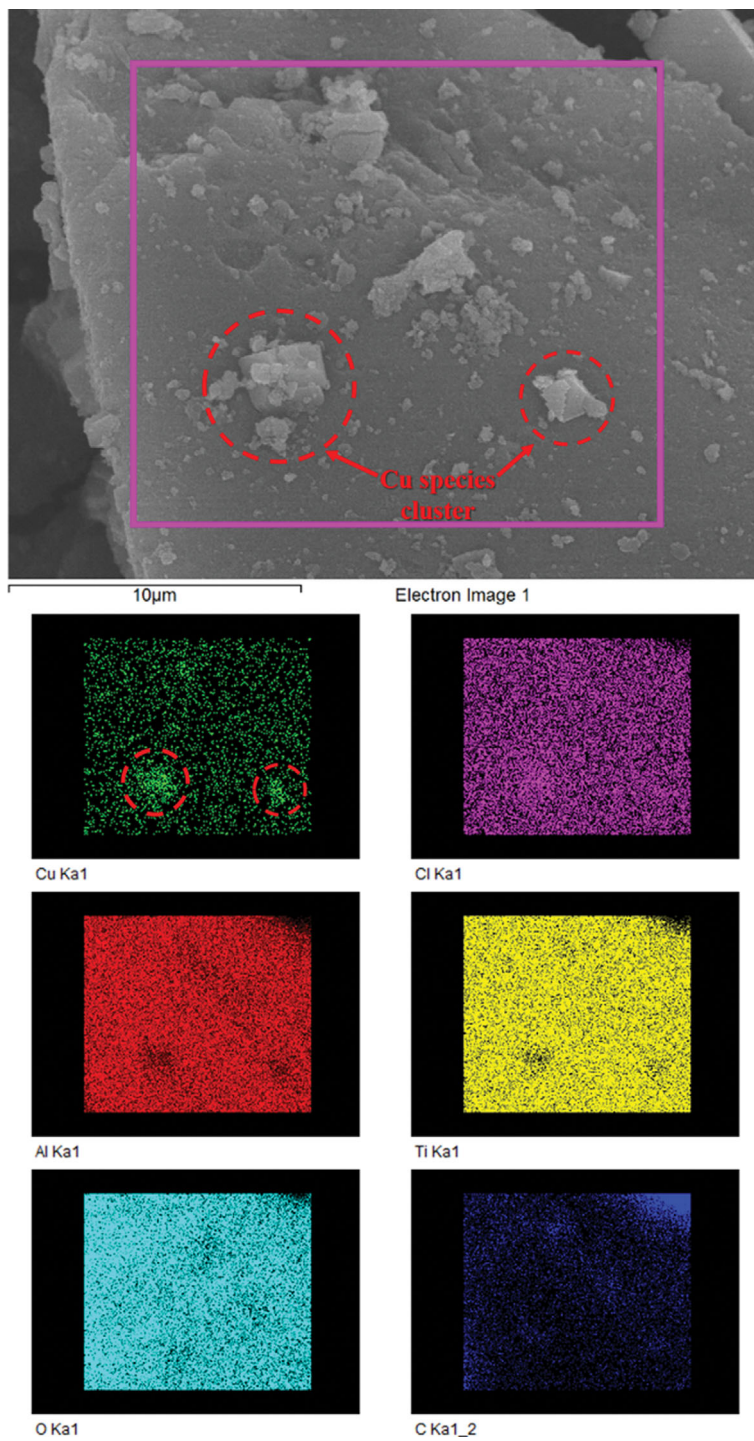 Cu species
cluster
10μm
Electron Image 1
Cu Ka1
Cl Ka1
Al Ka1
Ti Ka1
O Ka1
C Ka1_2